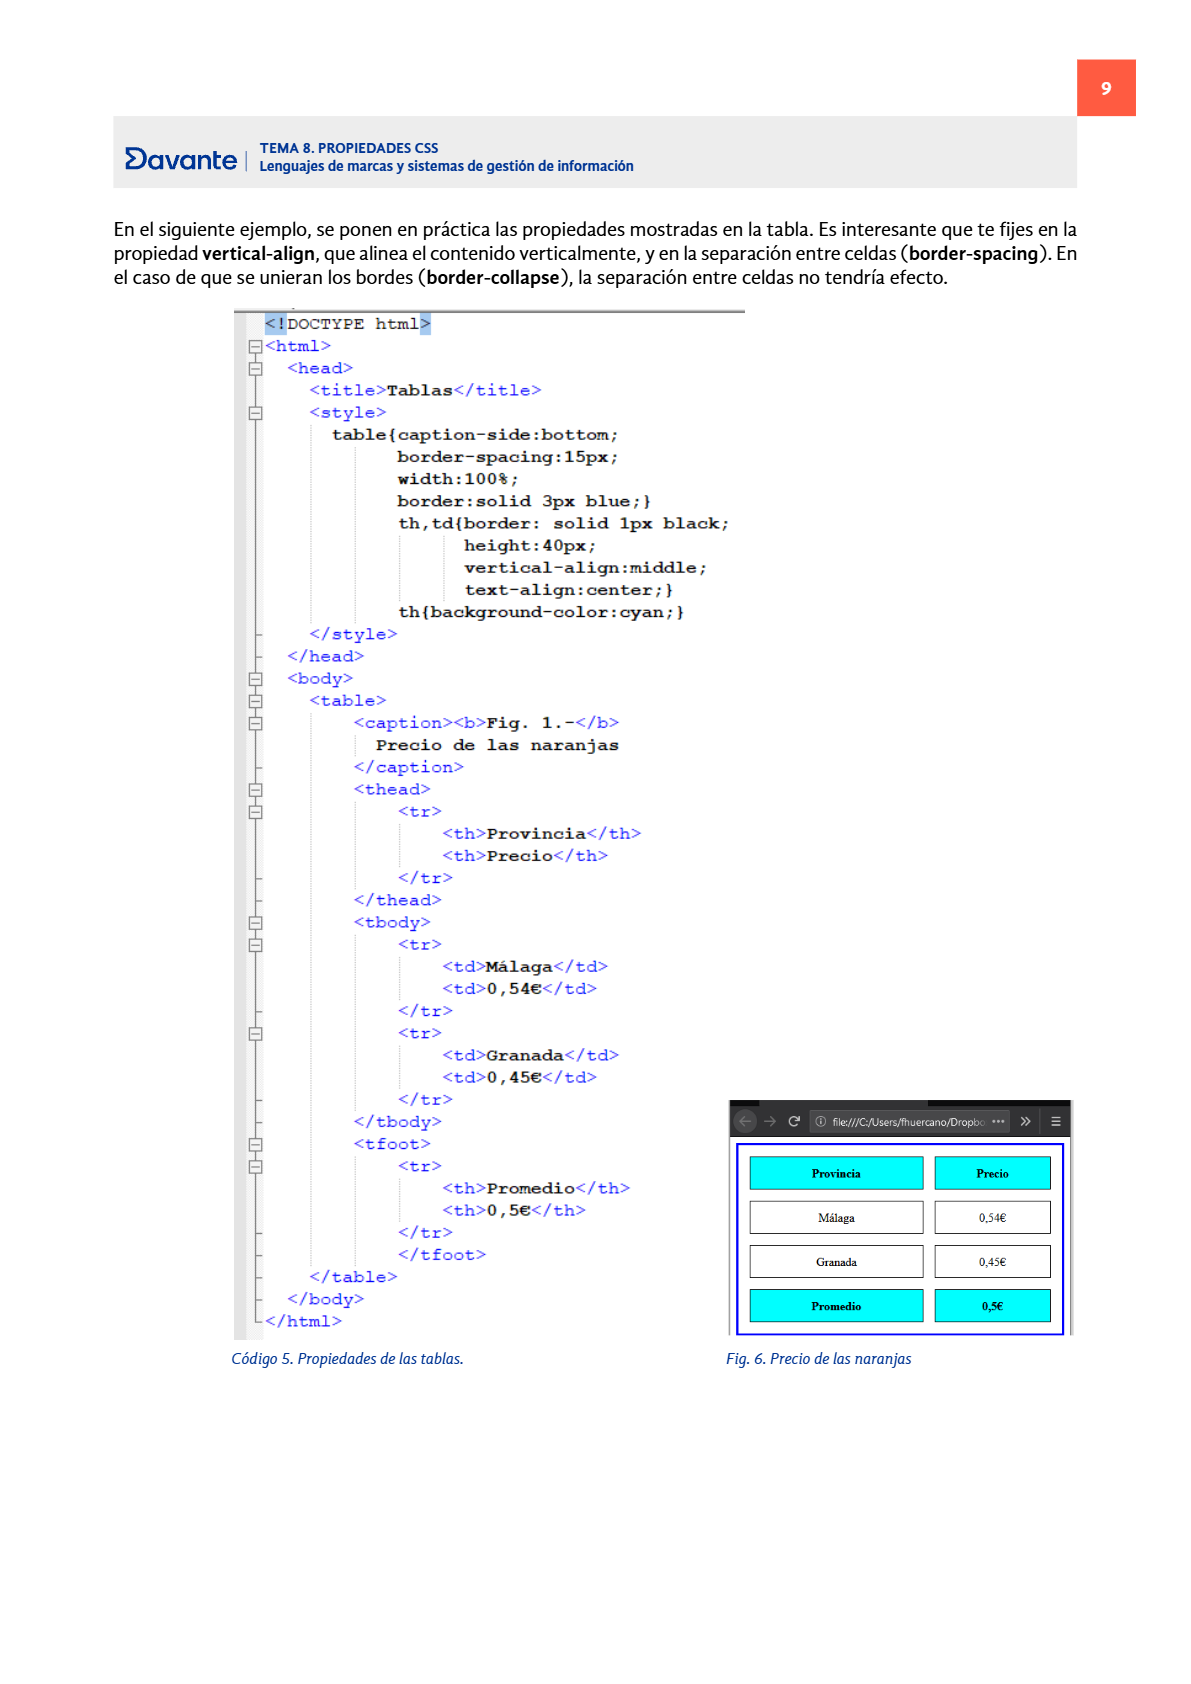 9
Davante
TEMA 8. PROPIEDADES CSS
Lenguajes de marcas y sistemas de gestión de información
En el siguiente ejemplo, se ponen en práctica las propiedades mostradas en la tabla. Es interesante que te fijes en la
propiedad vertical-align, que alinea el contenido verticalmente, y en la separación entre celdas (border-spacing). En
el caso de que se unieran los bordes (border-collapse), la separación entre celdas no tendría efecto.
<!DOCTYPE html>
<html>
<head>
<title>Tablas</title>
<style>
table{caption-side:bottom;
border-spacing:15px;
width:100%;
border:solid 3px blue;}
th,td{border: solid 1px black;
height:40px;
vertical-align:middle;
text-align:center;}
th{background-color:cyan;}
</style>
</head>
<body>
<table>
<caption><b>Fig. 1.-</b>
Precio de las naranjas
</caption>
<thead>
<tr>
<th>Provincia</th>
<th>Precio</th>
</tr>
</thead>
<tbody>
<tr>
<td>Málaga</td>
<td>0,54€</td>
</tr>
<tr>
<td>Granada</td>
<td>0,45€</td>
</tr>
</tbody>
<tfoot>
<tr>
<th>Promedio</th>
<th>0,5€</th>
</tr>
</tfoot>
</table>
</body>
</html>
Código 5. Propiedades de las tablas.
file:///C:/Users/fhuercano/Dropbo
Provincia Precio
Málaga 0,54€
Granada 0,45€
Promedio 0,5€
Fig. 6. Precio de las naranjas